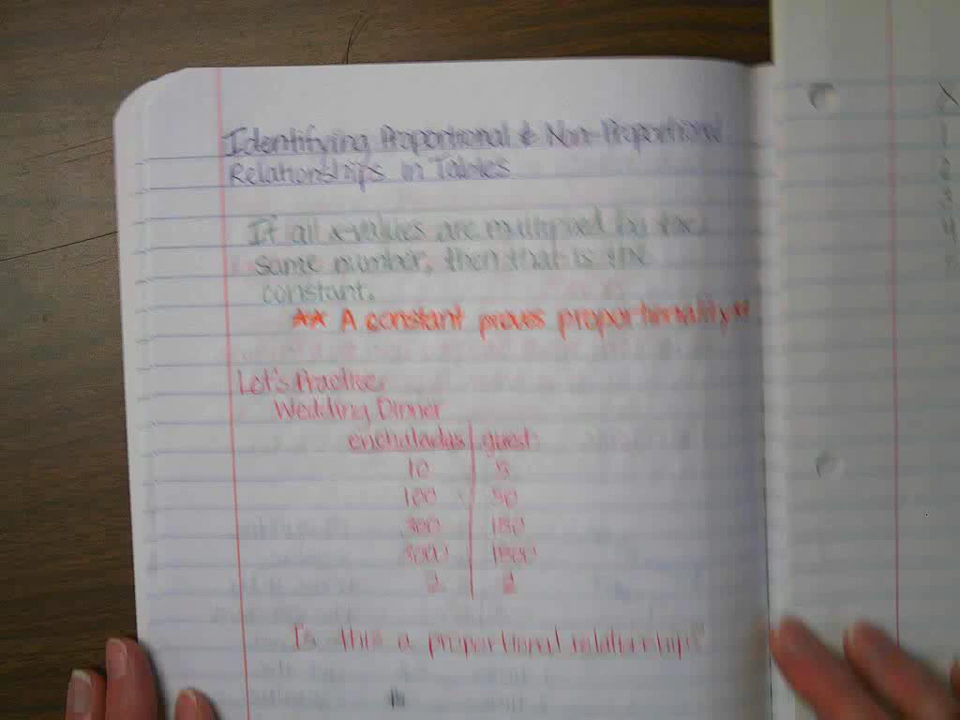 Identifying Proportional & Non-Proportional
Relationships in Tables
If all x-values are multiplied by the
same number, then that is the
constant.
** A constant proves proportionality **
Let's Practice
Wedding Dinner
enchaladas guest
10 5
100 50
300 150
3000 1500
2
Is this a proportional relationship?